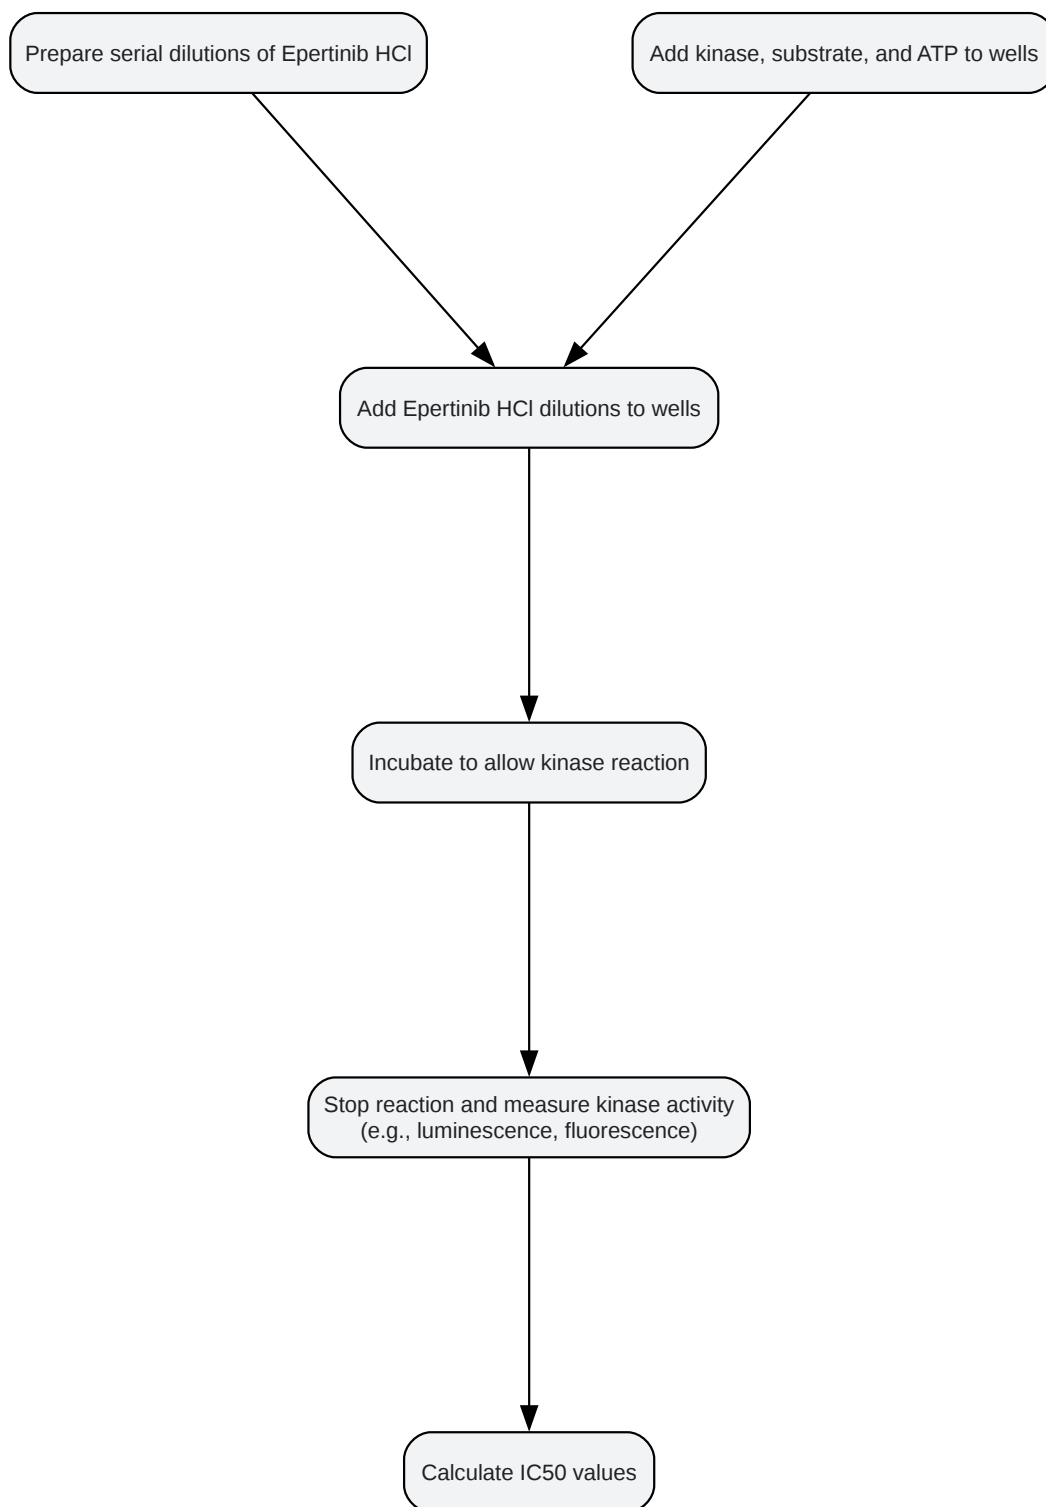 Prepare serial dilutions of Epertinib HCl
Add kinase, substrate, and ATP to wells
Add Epertinib HCl dilutions to wells
Incubate to allow kinase reaction
Stop reaction and measure kinase activity
(e.g., luminescence, fluorescence)
Calculate IC50 values